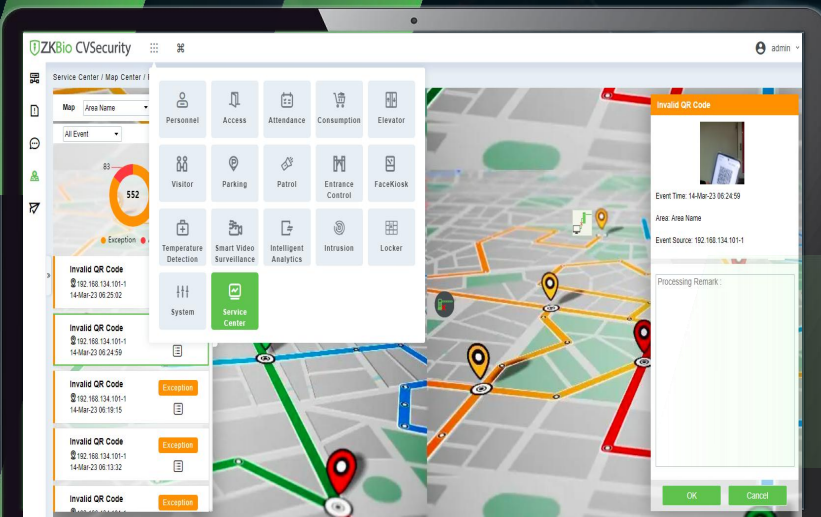 ZKBio CVSecurity
admin
Service Center / Map Center /
Map
Area Name
All Event
83
552
Exception
Personnel
Access
Attendance
Consumption
Elevator
Visitor
Parking
Patrol
Entrance
Control
FaceKiosk
Temperature
Detection
Smart Video
Surveillance
Intelligent
Analytics
Intrusion
Locker
System
Service
Center
Invalid QR Code
192.168.134.101-1
14-Mar-23 06:25:02
Invalid QR Code
192.168.134.101-1
14-Mar-23 06:24:59
Invalid QR Code
Exception
192.168.134.101-1
14-Mar-23 06:19:15
Invalid QR Code
Exception
192.168.134.101-1
14-Mar-23 06:13:32
Invalid QR Code
Exception
Invalid QR Code
Event Time: 14-Mar-23 06:24:59
Area: Area Name
Event Source: 192.168.134.101-1
Processing Remark :
OK
Cancel